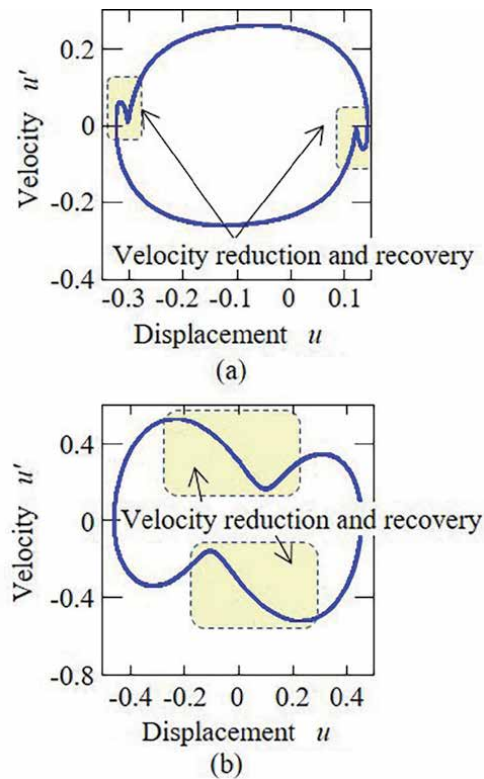 0.2
0
-0.2
-0.4
Velocity u'
Velocity reduction and recovery
-0.3 -0.2 -0.1 0 0.1
Displacement u
(a)
0.4
0
-0.4
-0.8
Velocity u'
Velocity reduction and recovery
-0.4 -0.2 0 0.2 0.4
Displacement u
(b)